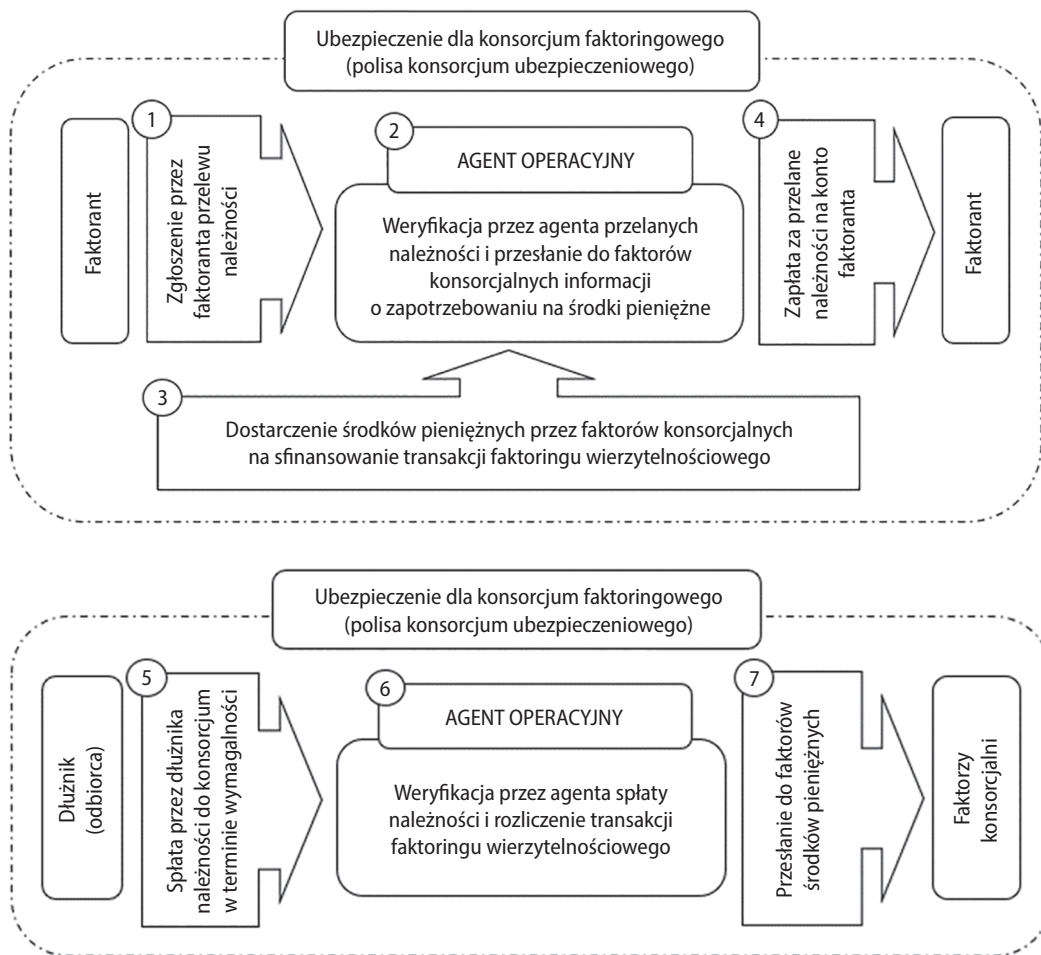 Ubezpieczenie dla konsorcjum faktoringowego
(polisa konsorcjum ubezpieczeniowego)
Faktorant
1
Zgłoszenie przez
faktoranta przelewu
należności
2
AGENT OPERACYJNY
Weryfikacja przez agenta przelanych
należności i przesłanie do faktorów
konsorcjalnych informacji
o zapotrzebowaniu na środki pieniężne
4
Zapłata za przelane
należności na konto
faktoranta
Faktorant
3
Dostarczenie środków pieniężnych przez faktorów konsorcjalnych
na sfinansowanie transakcji faktoringu wierzytelnościowego
Ubezpieczenie dla konsorcjum faktoringowego
(polisa konsorcjum ubezpieczeniowego)
Dłużnik
(odbiorca)
5
Spłata przez dłużnika
należności do konsorcjum
w terminie wymagalności
6
AGENT OPERACYJNY
Weryfikacja przez agenta spłaty
należności i rozliczenie transakcji
faktoringu wierzytelnościowego
7
Przesłanie do faktorów
środków pieniężnych
Faktorzy
konsorcjalni